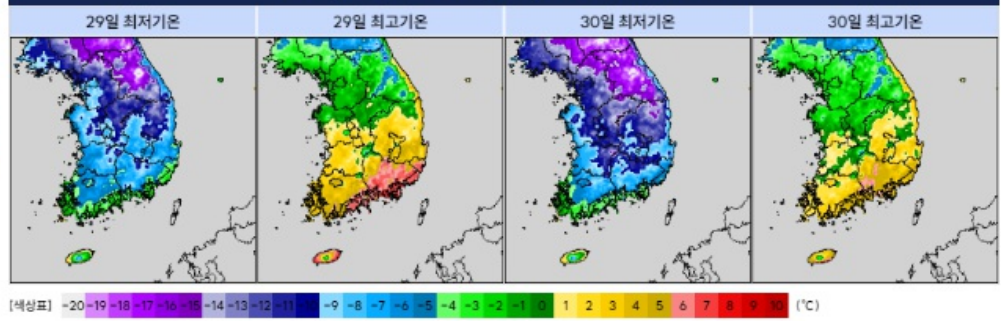 29일 최저기온 29일 최고기온 30일 최저기온 30일 최고기온
[색상표] -20 -19 -18 -17 -16 -15 -14 -13 -12 -11 -10 -9 -8 -7 -6 -5 -4 -3 -2 -1 0 1 2 3 4 5 6 7 8 9 10 (℃)